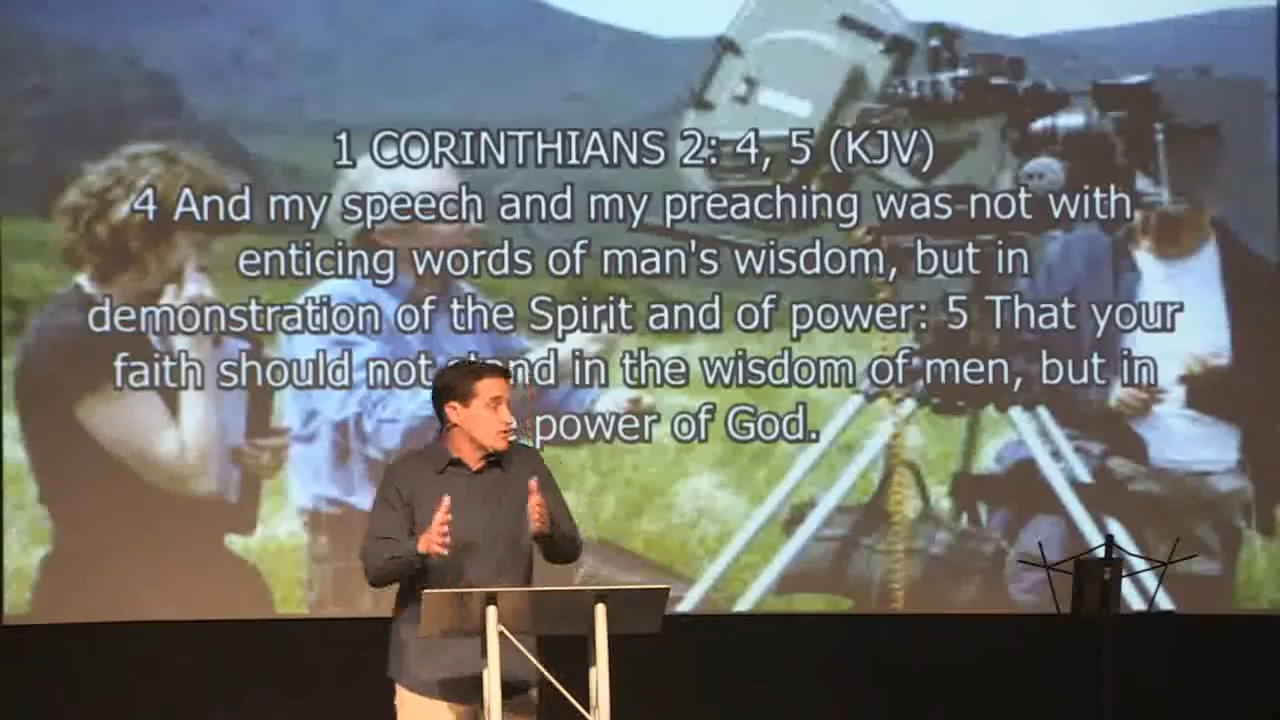 1 CORINTHIANS 2: 4, 5 (KJV)
4 And my speech and my preaching was not with
enticing words of man's wisdom, but in
demonstration of the Spirit and of power: 5 That your
faith should not stand in the wisdom of men, but in
power of God.